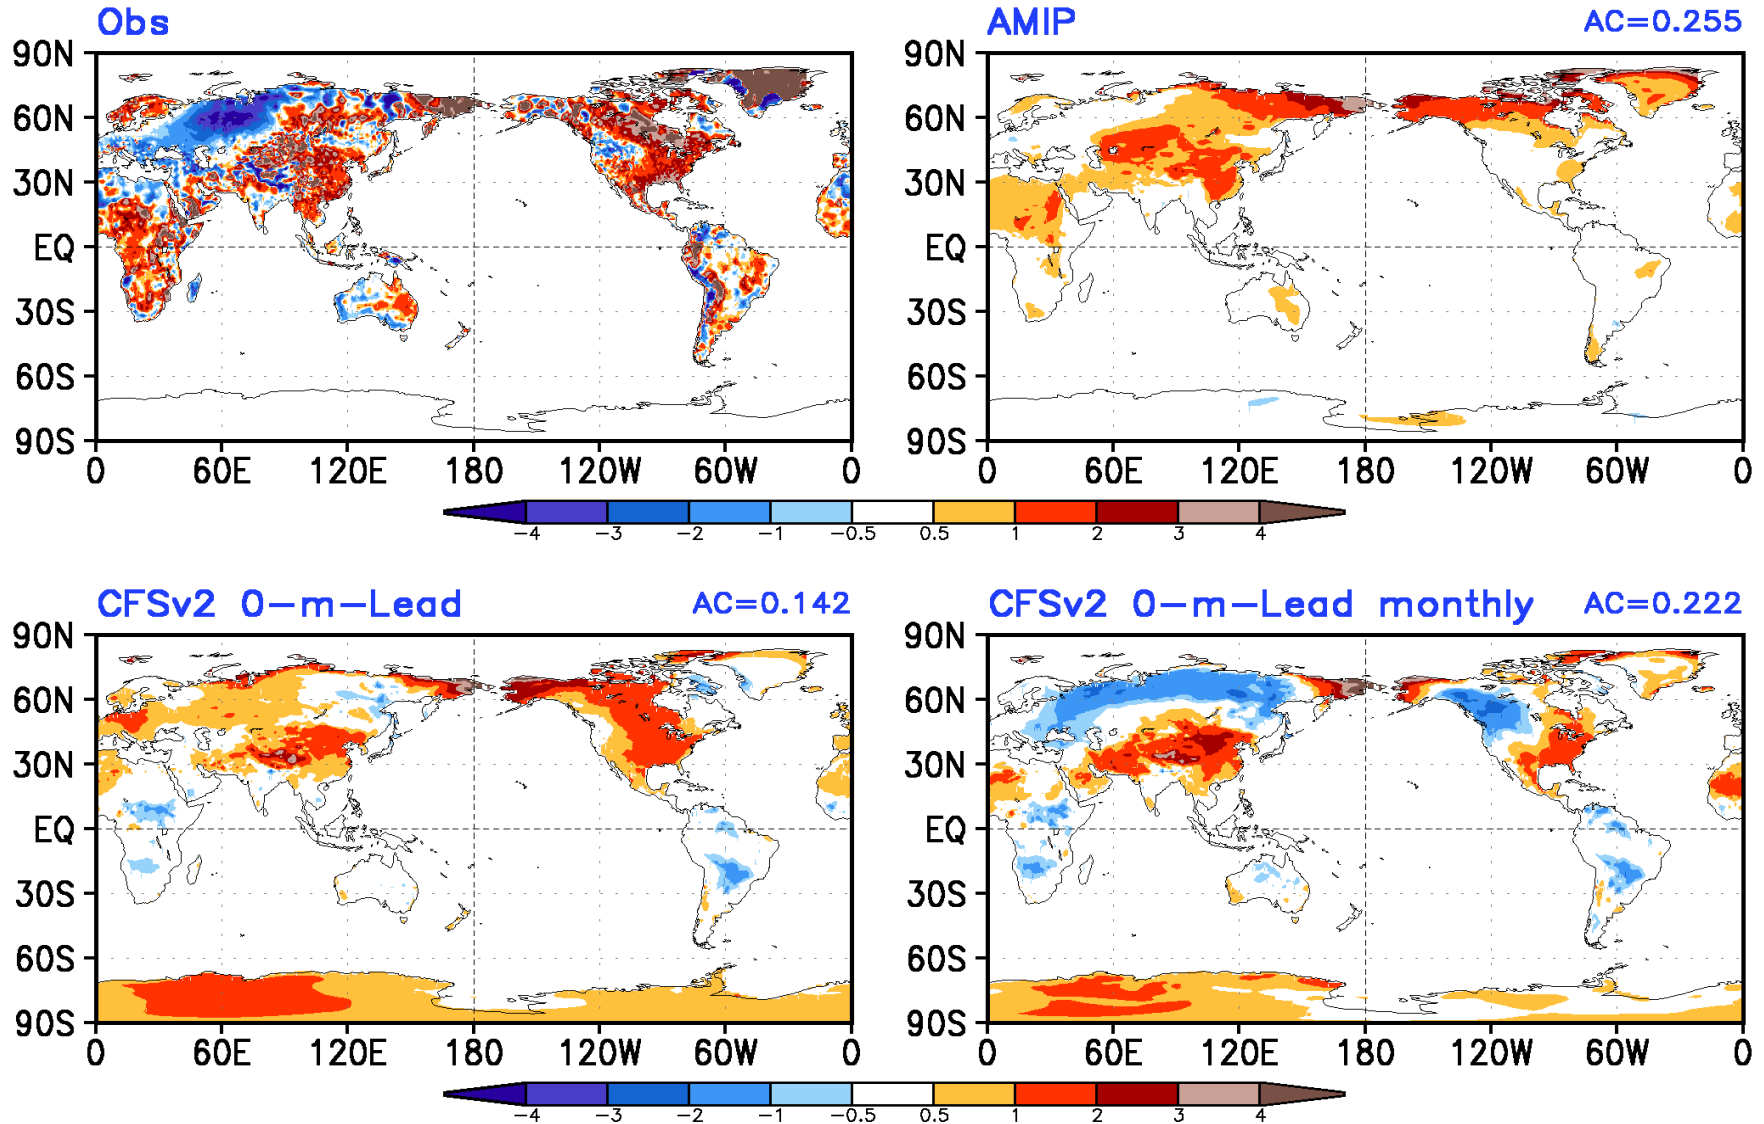 Obs
AMIP AC=0.255
90N 60N 30N EQ 30S 60S 90S
0 60E 120E 180 120W 60W 0
90N 60N 30N EQ 30S 60S 90S
0 60E 120E 180 120W 60W 0
-4 -3 -2 -1 -0.5 0.5 1 2 3 4
CFSv2 0-m-Lead AC=0.142
CFSv2 0-m-Lead monthly AC=0.222
90N 60N 30N EQ 30S 60S 90S
0 60E 120E 180 120W 60W 0
90N 60N 30N EQ 30S 60S 90S
0 60E 120E 180 120W 60W 0
-4 -3 -2 -1 -0.5 0.5 1 2 3 4